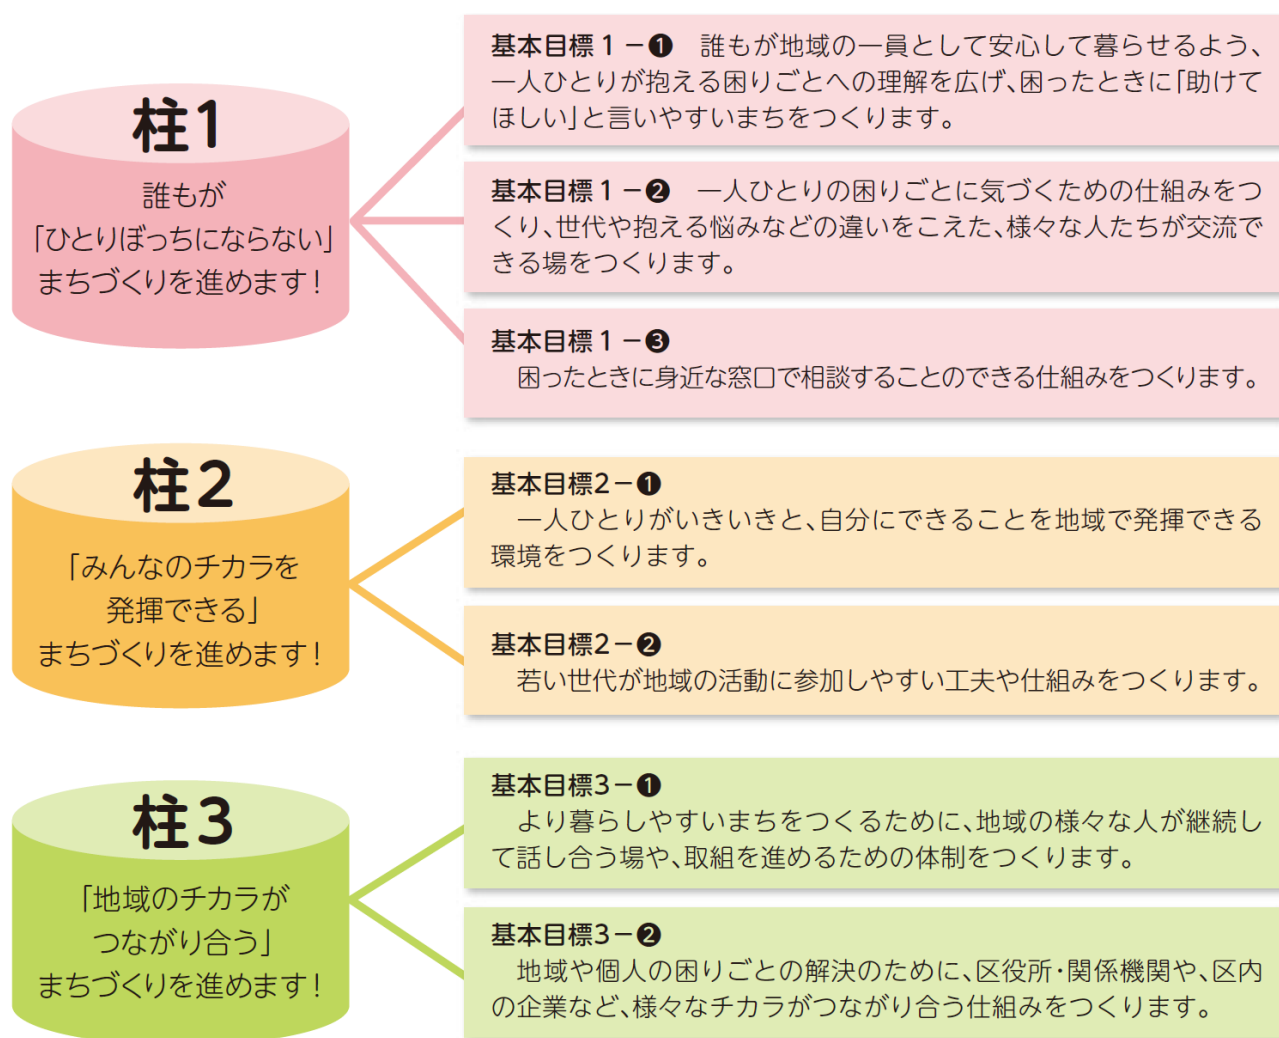 柱1
誰もが
「ひとりぼっちにならない」
まちづくりを進めます！
基本目標１－❶　誰もが地域の一員として安心して暮らせるよう、
一人ひとりが抱える困りごとへの理解を広げ、困ったときに「助けて
ほしい」と言いやすいまちをつくります。
基本目標１－❷　一人ひとりの困りごとに気づくための仕組みをつ
くり、世代や抱える悩みなどの違いをこえた、様々な人たちが交流で
きる場をつくります。
基本目標１－❸
困ったときに身近な窓口で相談することのできる仕組みをつくります。
柱2
「みんなのチカラを
発揮できる」
まちづくりを進めます！
基本目標2－❶
一人ひとりがいきいきと、自分にできることを地域で発揮できる
環境をつくります。
基本目標2－❷
若い世代が地域の活動に参加しやすい工夫や仕組みをつくります。
柱3
「地域のチカラが
つながり合う」
まちづくりを進めます！
基本目標3－❶
より暮らしやすいまちをつくるために、地域の様々な人が継続し
て話し合う場や、取組を進めるための体制をつくります。
基本目標3－❷
地域や個人の困りごとの解決のために、区役所・関係機関や、区内
の企業など、様々なチカラがつながり合う仕組みをつくります。